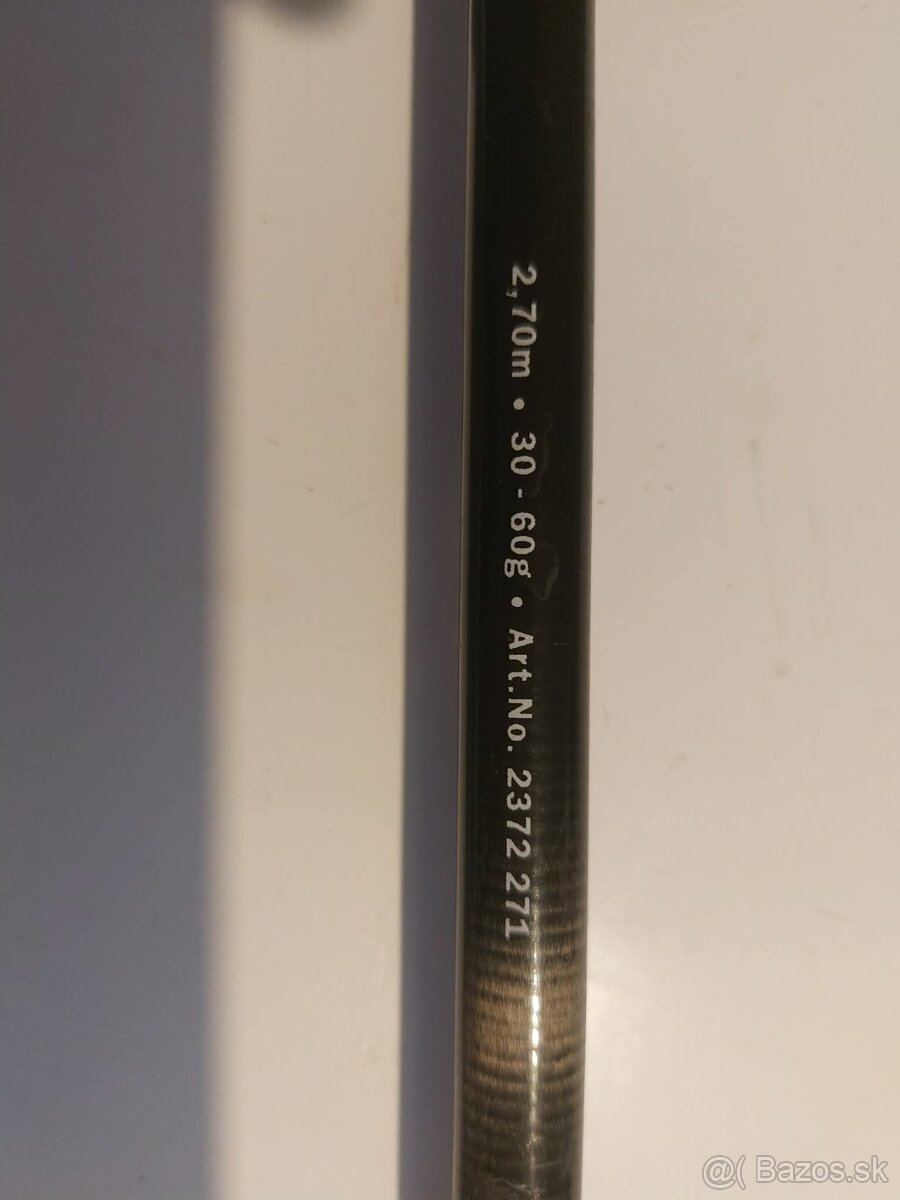 2,70m • 30 - 60g • Art.No. 2372 271
@( Bazos.sk